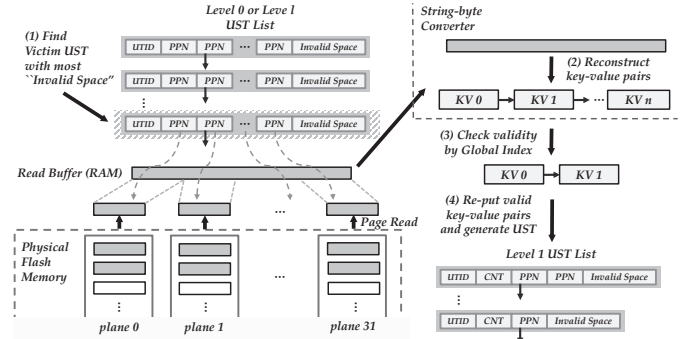 Level 0 or Leve l
UST List
(1) Find
Victim UST
with most
``Invalid Space"
UTID PPN PPN ··· PPN Invalid Space
UTID PPN PPN ··· PPN Invalid Space
⋮
UTID PPN PPN ··· PPN Invalid Space
Read Buffer (RAM)
···
Page Read
Physical
Flash
Memory
···
⋮ ⋮ ⋮
plane 0 plane 1 plane 31
String-byte
Converter
(2) Reconstruct
key-value pairs
KV 0 KV 1 ··· KV n
(3) Check validity
by Global Index
KV 0 KV 1
(4) Re-put valid
key-value pairs
and generate UST
Level 1 UST List
UTID CNT PPN PPN Invalid Space
⋮
UTID CNT PPN Invalid Space